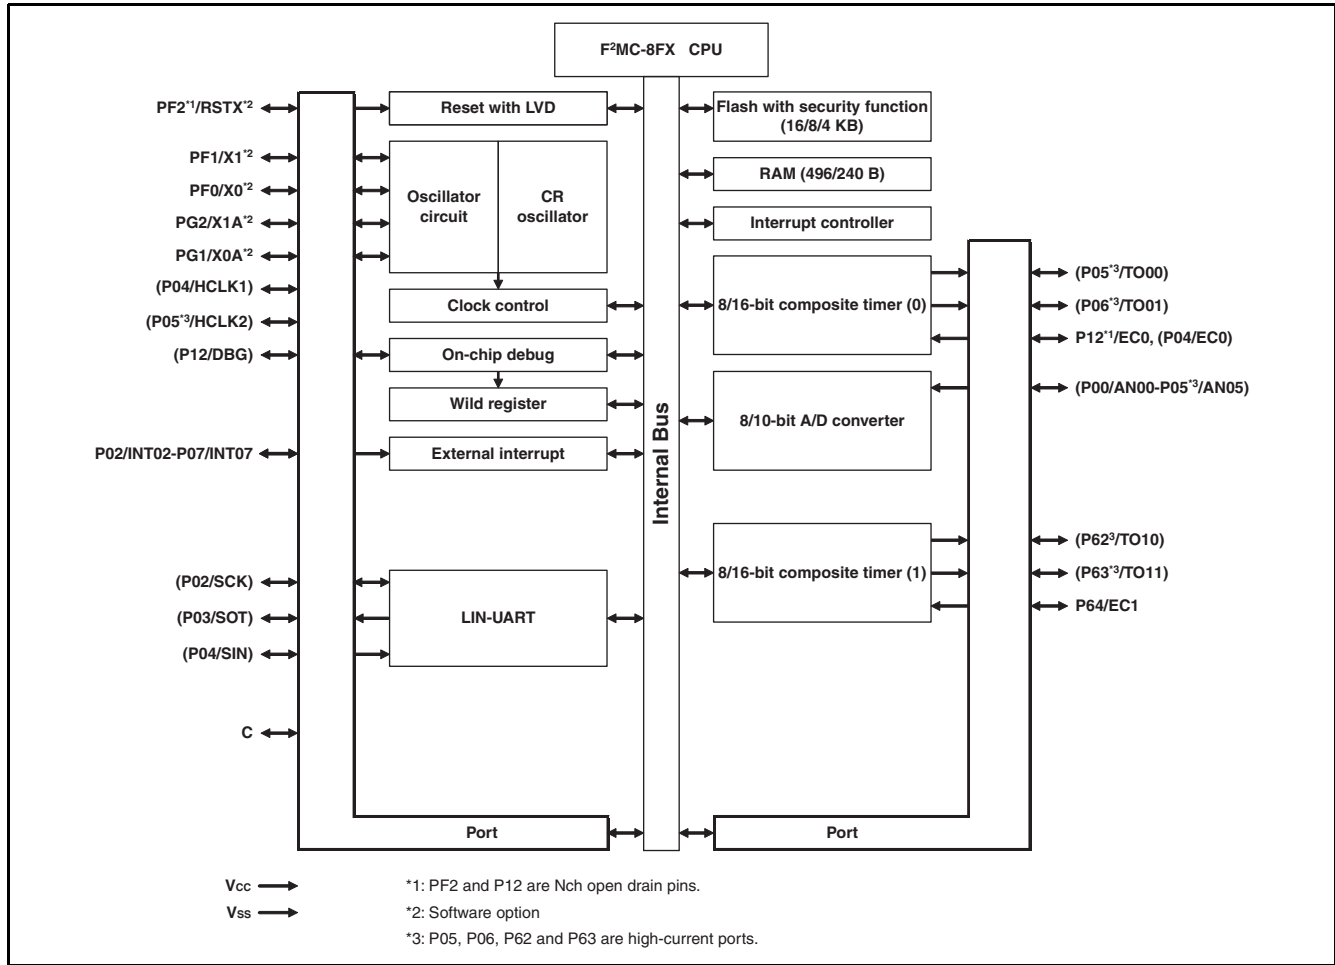 F²MC-8FX CPU
PF2*1/RSTX*2
PF1/X1*2
PF0/X0*2
PG2/X1A*2
PG1/X0A*2
(P04/HCLK1)
(P05*3/HCLK2)
(P12/DBG)
P02/INT02-P07/INT07
(P02/SCK)
(P03/SOT)
(P04/SIN)
C
Reset with LVD
Oscillator
circuit
CR
oscillator
Clock control
On-chip debug
Wild register
External interrupt
LIN-UART
Port
Internal Bus
Flash with security function
(16/8/4 KB)
RAM (496/240 B)
Interrupt controller
8/16-bit composite timer (0)
8/10-bit A/D converter
8/16-bit composite timer (1)
Port
(P05*3/TO00)
(P06*3/TO01)
P12*1/EC0, (P04/EC0)
(P00/AN00-P05*3/AN05)
(P623/TO10)
(P63*3/TO11)
P64/EC1
Vcc
Vss
*1: PF2 and P12 are Nch open drain pins.
*2: Software option
*3: P05, P06, P62 and P63 are high-current ports.